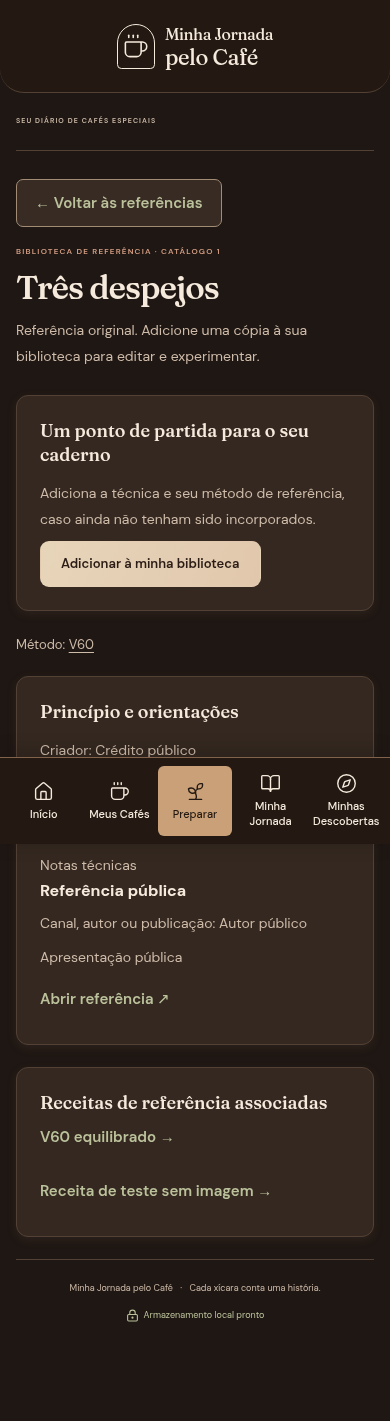 Minha Jornada
pelo Café
SEU DIÁRIO DE CAFÉS ESPECIAIS
← Voltar às referências
BIBLIOTECA DE REFERÊNCIA · CATÁLOGO 1
Três despejos
Referência original. Adicione uma cópia à sua
biblioteca para editar e experimentar.
Um ponto de partida para o seu
caderno
Adiciona a técnica e seu método de referência,
caso ainda não tenham sido incorporados.
Adicionar à minha biblioteca
Método: V60
Princípio e orientações
Criador: Crédito público
Início
Meus Cafés
Preparar
Minha
Jornada
Minhas
Descobertas
Notas técnicas
Referência pública
Canal, autor ou publicação: Autor público
Apresentação pública
Abrir referência ↗
Receitas de referência associadas
V60 equilibrado →
Receita de teste sem imagem →
Minha Jornada pelo Café · Cada xícara conta uma história.
Armazenamento local pronto